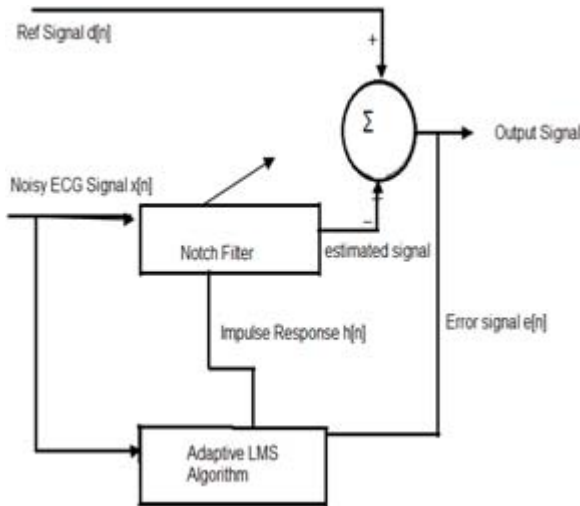 Ref Signal d[n]
+
Σ
Output Signal
Noisy ECG Signal x[n]
Notch Filter
–
estimated signal
Impulse Response h[n]
Error signal e[n]
Adaptive LMS
Algorithm